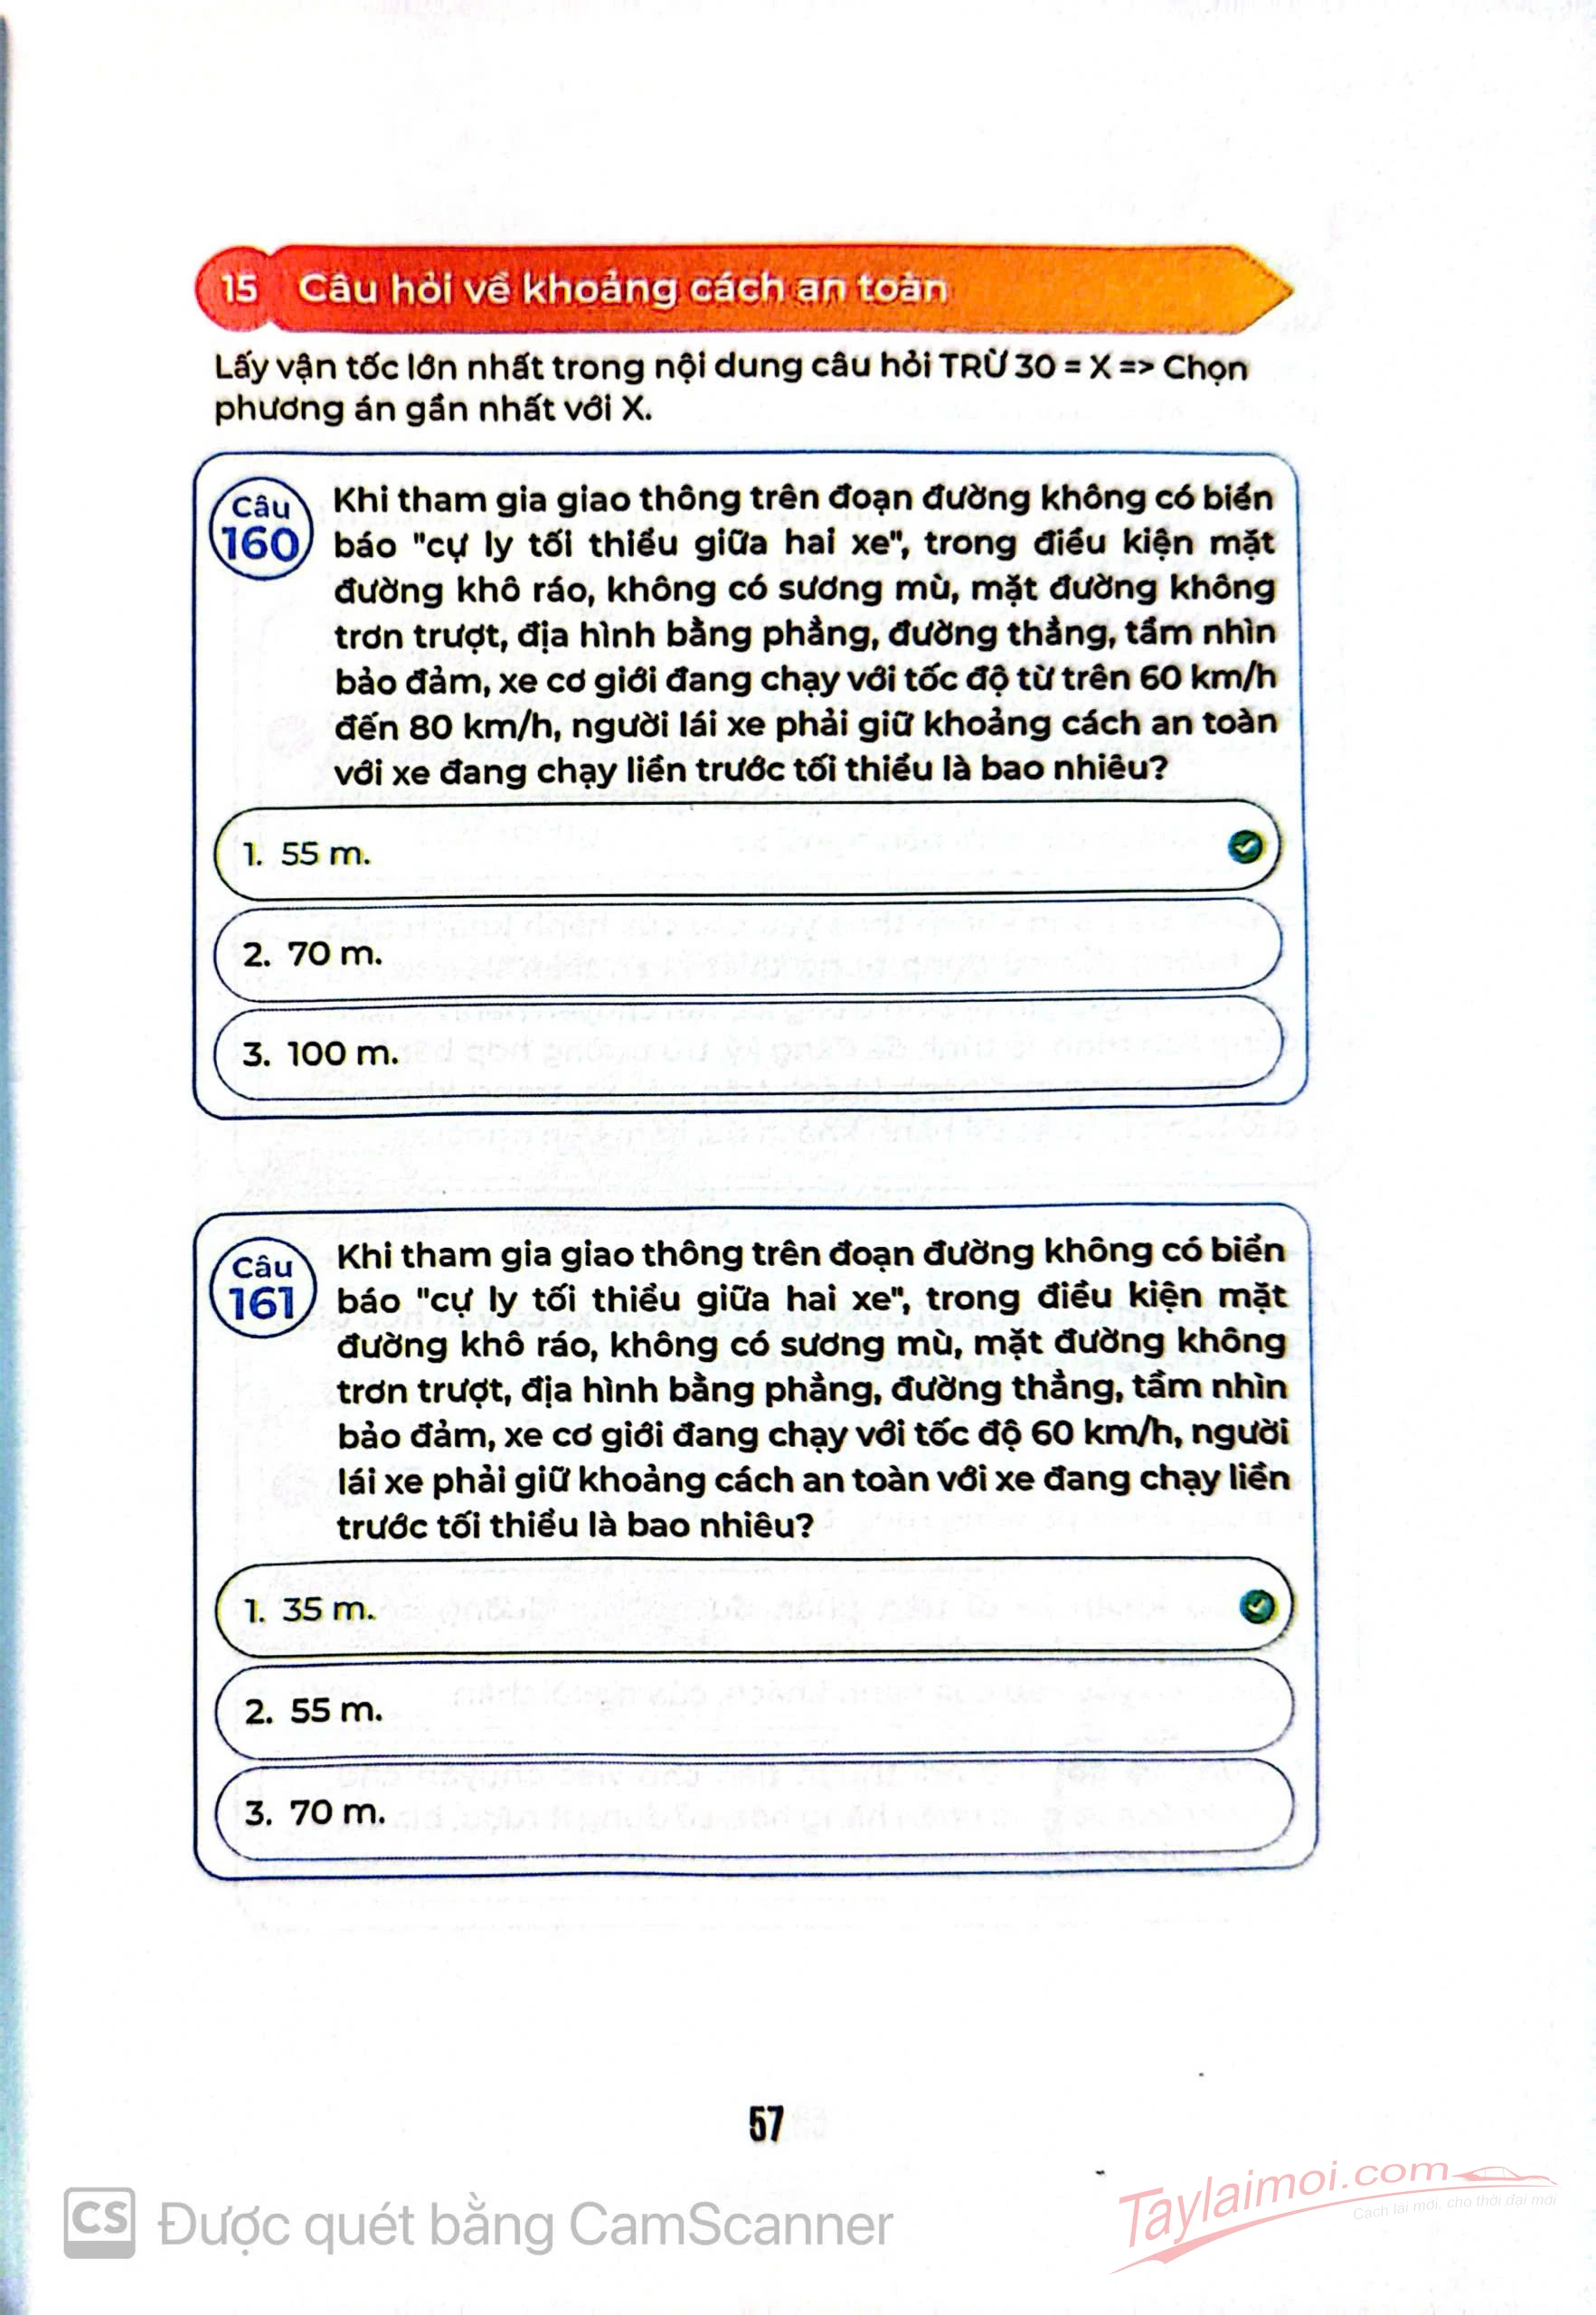 15 Câu hỏi về khoảng cách an toàn
Lấy vận tốc lớn nhất trong nội dung câu hỏi TRỪ 30 = X => Chọn
phương án gần nhất với X.
Câu
160
Khi tham gia giao thông trên đoạn đường không có biển
báo "cự ly tối thiểu giữa hai xe", trong điều kiện mặt
đường khô ráo, không có sương mù, mặt đường không
trơn trượt, địa hình bằng phẳng, đường thẳng, tầm nhìn
bảo đảm, xe cơ giới đang chạy với tốc độ từ trên 60 km/h
đến 80 km/h, người lái xe phải giữ khoảng cách an toàn
với xe đang chạy liền trước tối thiểu là bao nhiêu?
1. 55 m.
2. 70 m.
3. 100 m.
Câu
161
Khi tham gia giao thông trên đoạn đường không có biển
báo "cự ly tối thiểu giữa hai xe", trong điều kiện mặt
đường khô ráo, không có sương mù, mặt đường không
trơn trượt, địa hình bằng phẳng, đường thẳng, tầm nhìn
bảo đảm, xe cơ giới đang chạy với tốc độ 60 km/h, người
lái xe phải giữ khoảng cách an toàn với xe đang chạy liền
trước tối thiểu là bao nhiêu?
1. 35 m.
2. 55 m.
3. 70 m.
57
CS Được quét bằng CamScanner
Taylaimoi.com
Cách lái mới, cho thời đại mới